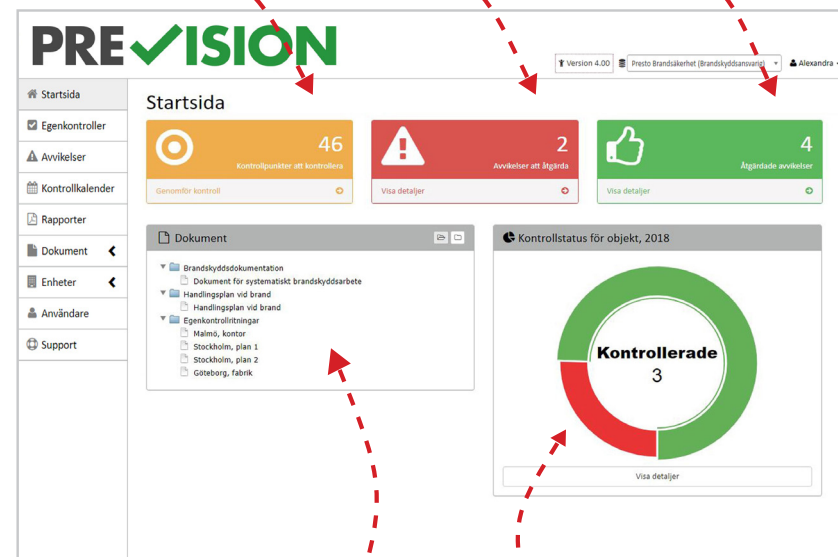 PREVISION
Version 4.00
Presto Brandsäkerhet (Brandskyddsansvarig)
Alexandra
Startsida
Egenkontroller
Avvikelser
Kontrollkalender
Rapporter
Dokument
Enheter
Användare
Support
Startsida
46
Kontrollpunkter att kontrollera
Genomför kontroll
2
Avvikelser att åtgärda
Visa detaljer
4
Åtgärdade avvikelser
Visa detaljer
Dokument
Brandskyddsdokumentation
Dokument för systematiskt brandskyddsarbete
Handlingsplan vid brand
Handlingsplan vid brand
Egenkontrollritningar
Malmö, kontor
Stockholm, plan 1
Stockholm, plan 2
Göteborg, fabrik
Kontrollstatus för objekt, 2018
Kontrollerade
3
Visa detaljer